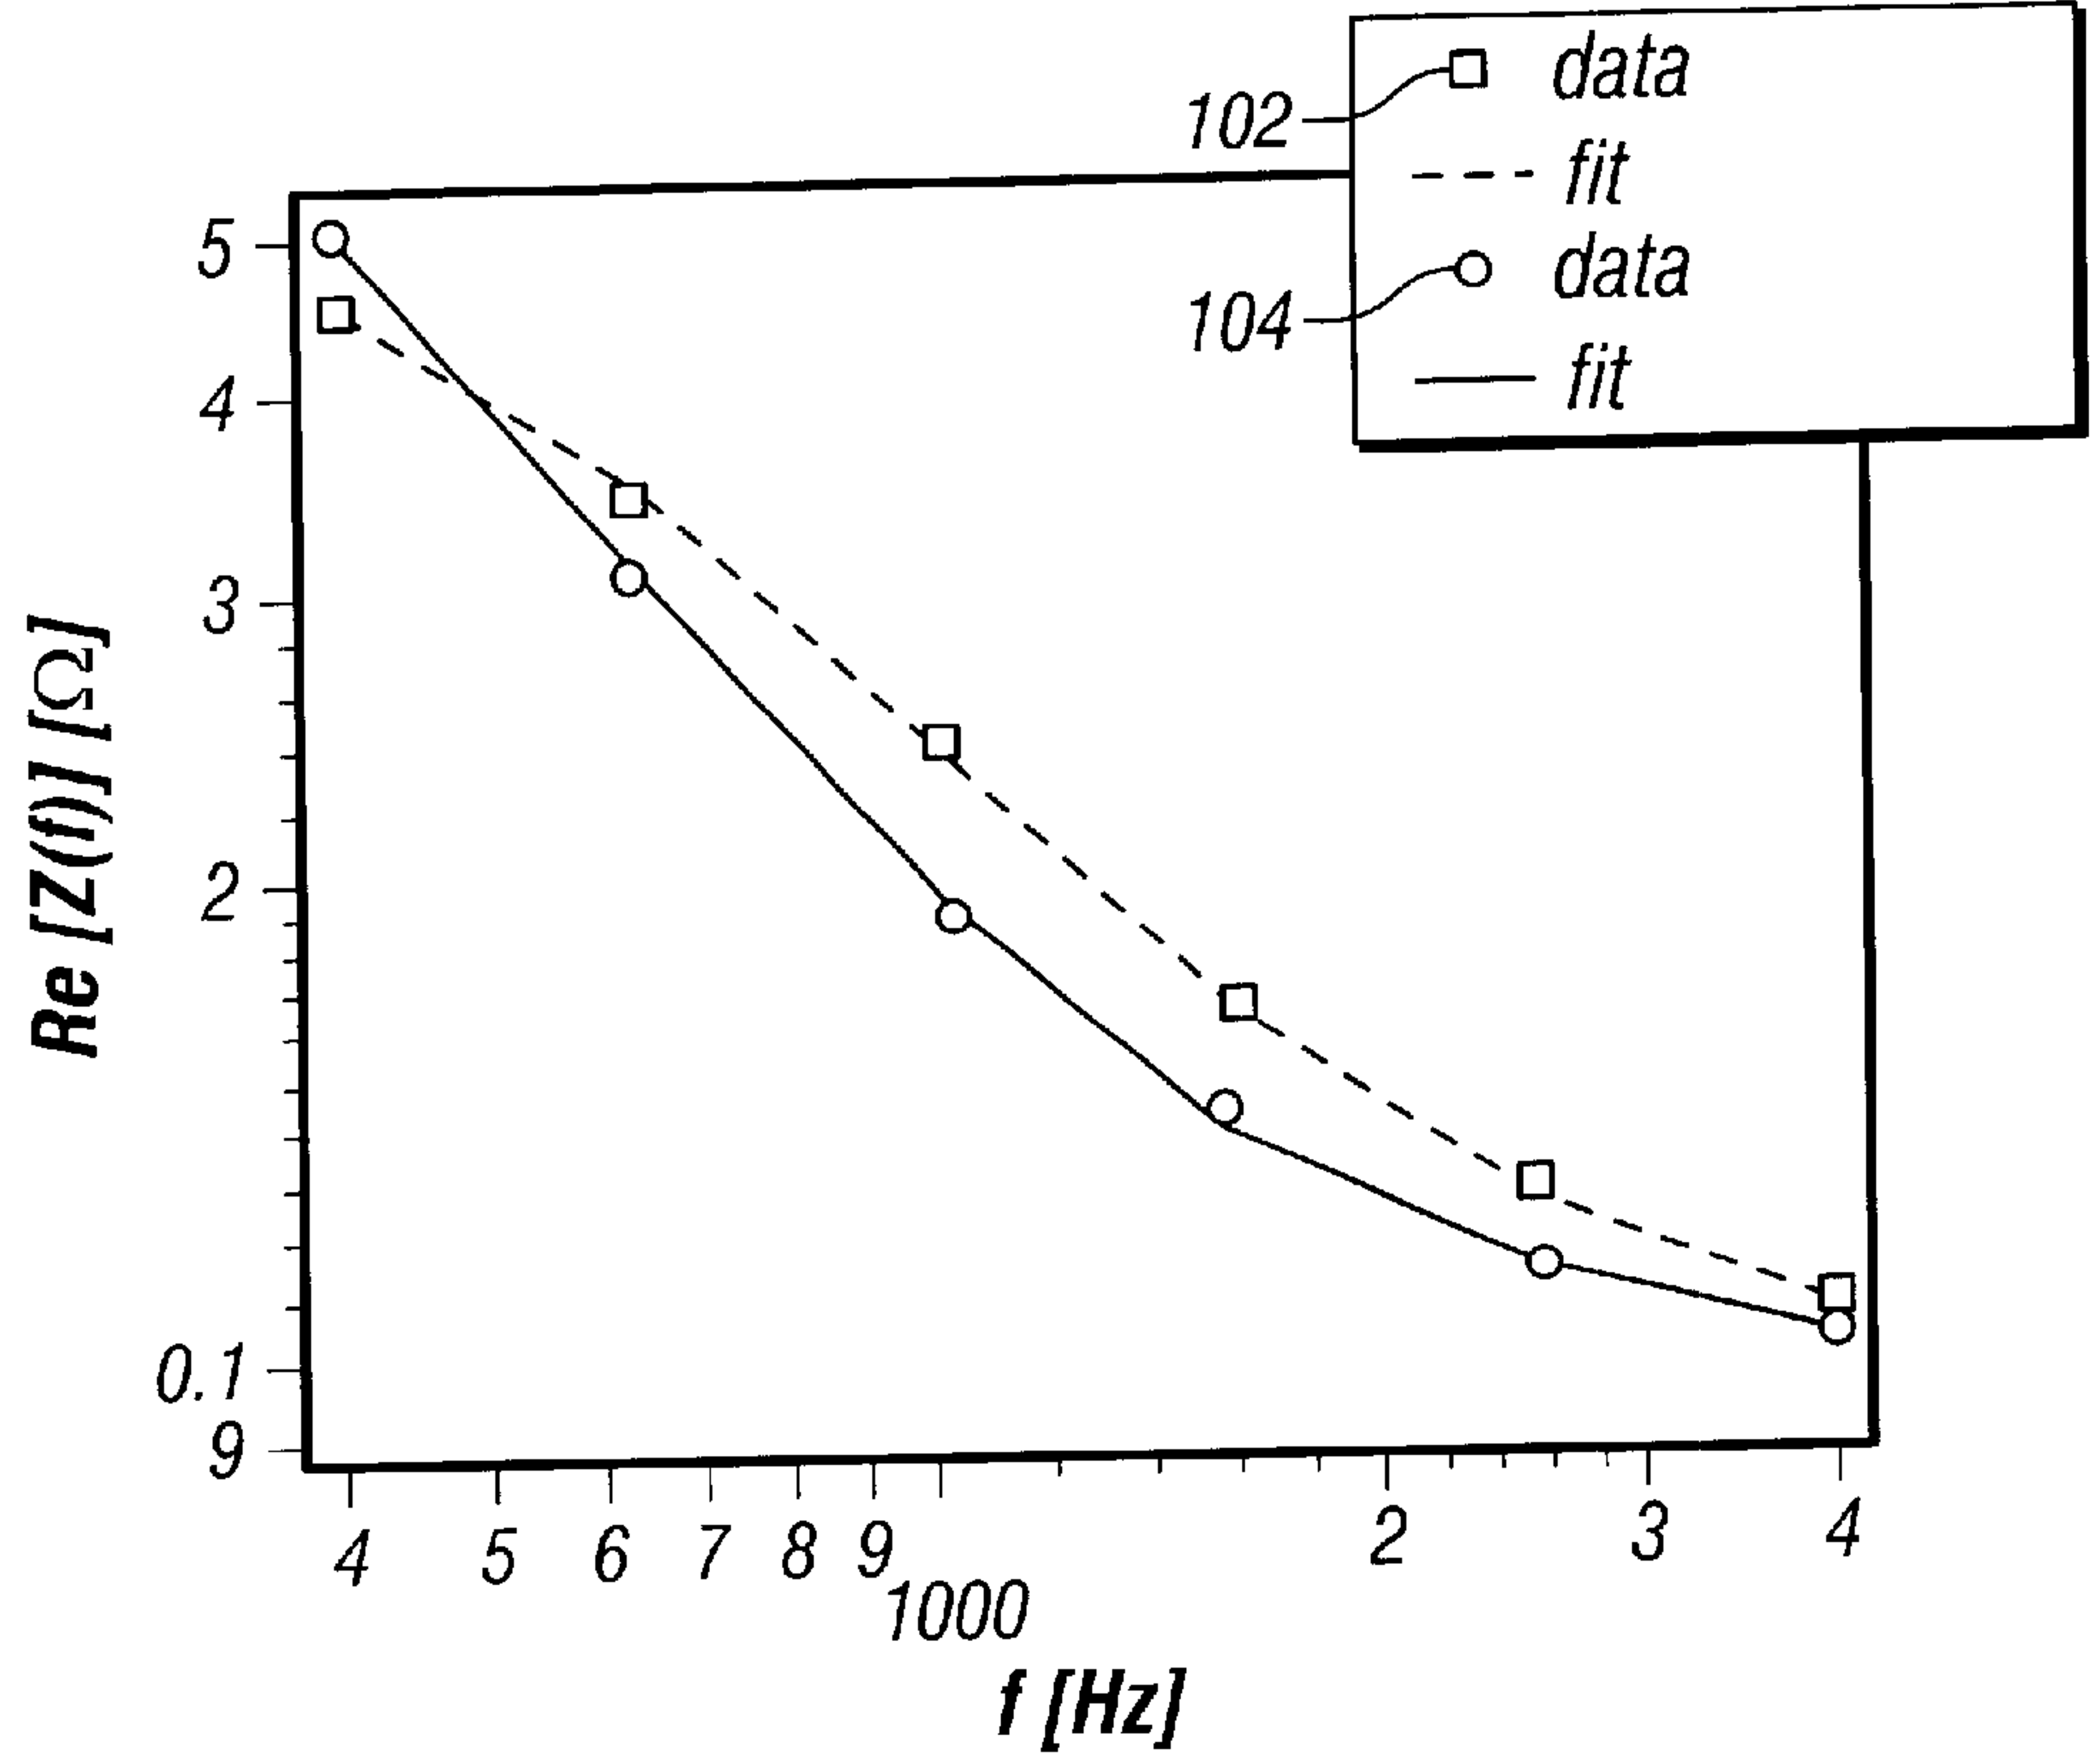 102
data
fit
104
data
fit
Re [Z(f)] [Ω]
5
4
3
2
0.1
9
4 5 6 7 8 9 1000 2 3 4
f [Hz]